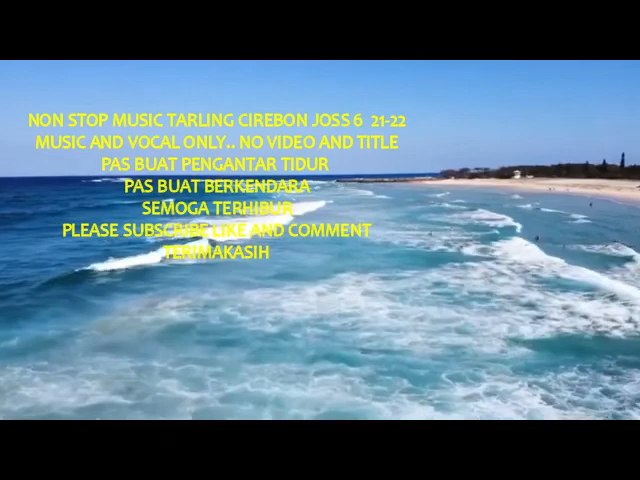 NON STOP MUSIC TARLING CIREBON JOSS 6 21-22
MUSIC AND VOCAL ONLY.. NO VIDEO AND TITLE
PAS BUAT PENGANTAR TIDUR
PAS BUAT BERKENDARA
SEMOGA TERHIBUR
PLEASE SUBSCRIBE LIKE AND COMMENT
TERIMAKASIH